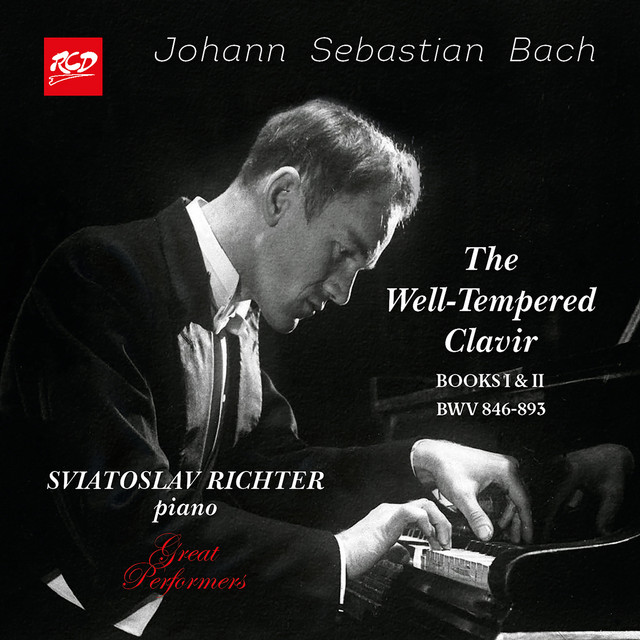 RCD
Johann Sebastian Bach
The
Well-Tempered
Clavir
BOOKS I & II
BWV 846-893
SVIATOSLAV RICHTER
piano
Great
Performers